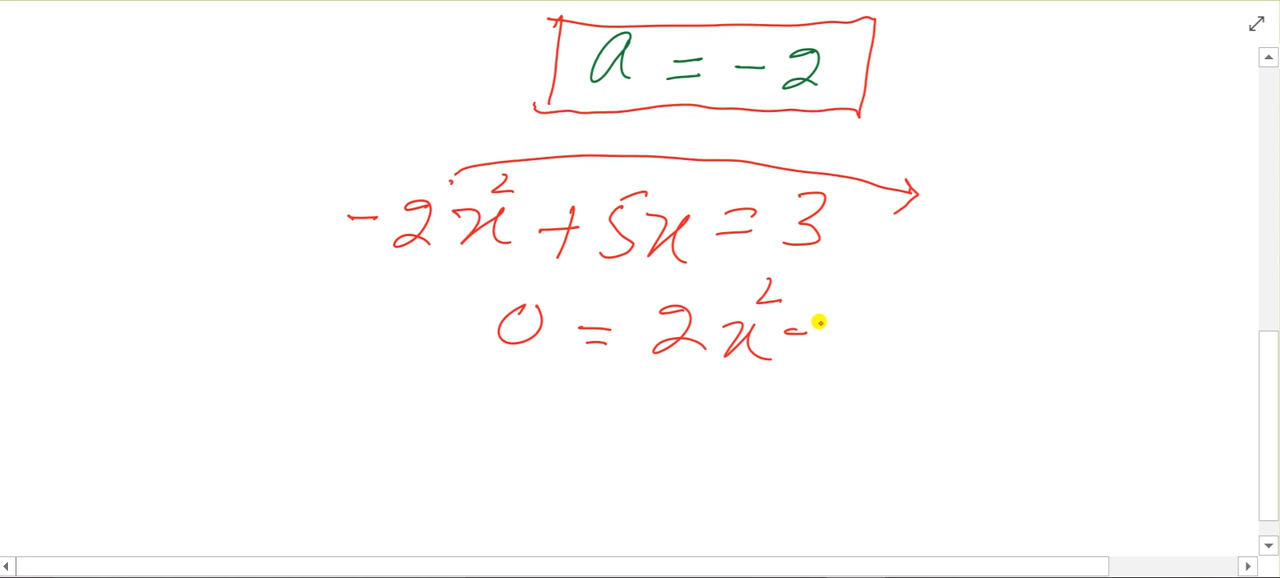 a = -2
-2x² + 5x = 3
0 = 2x² -